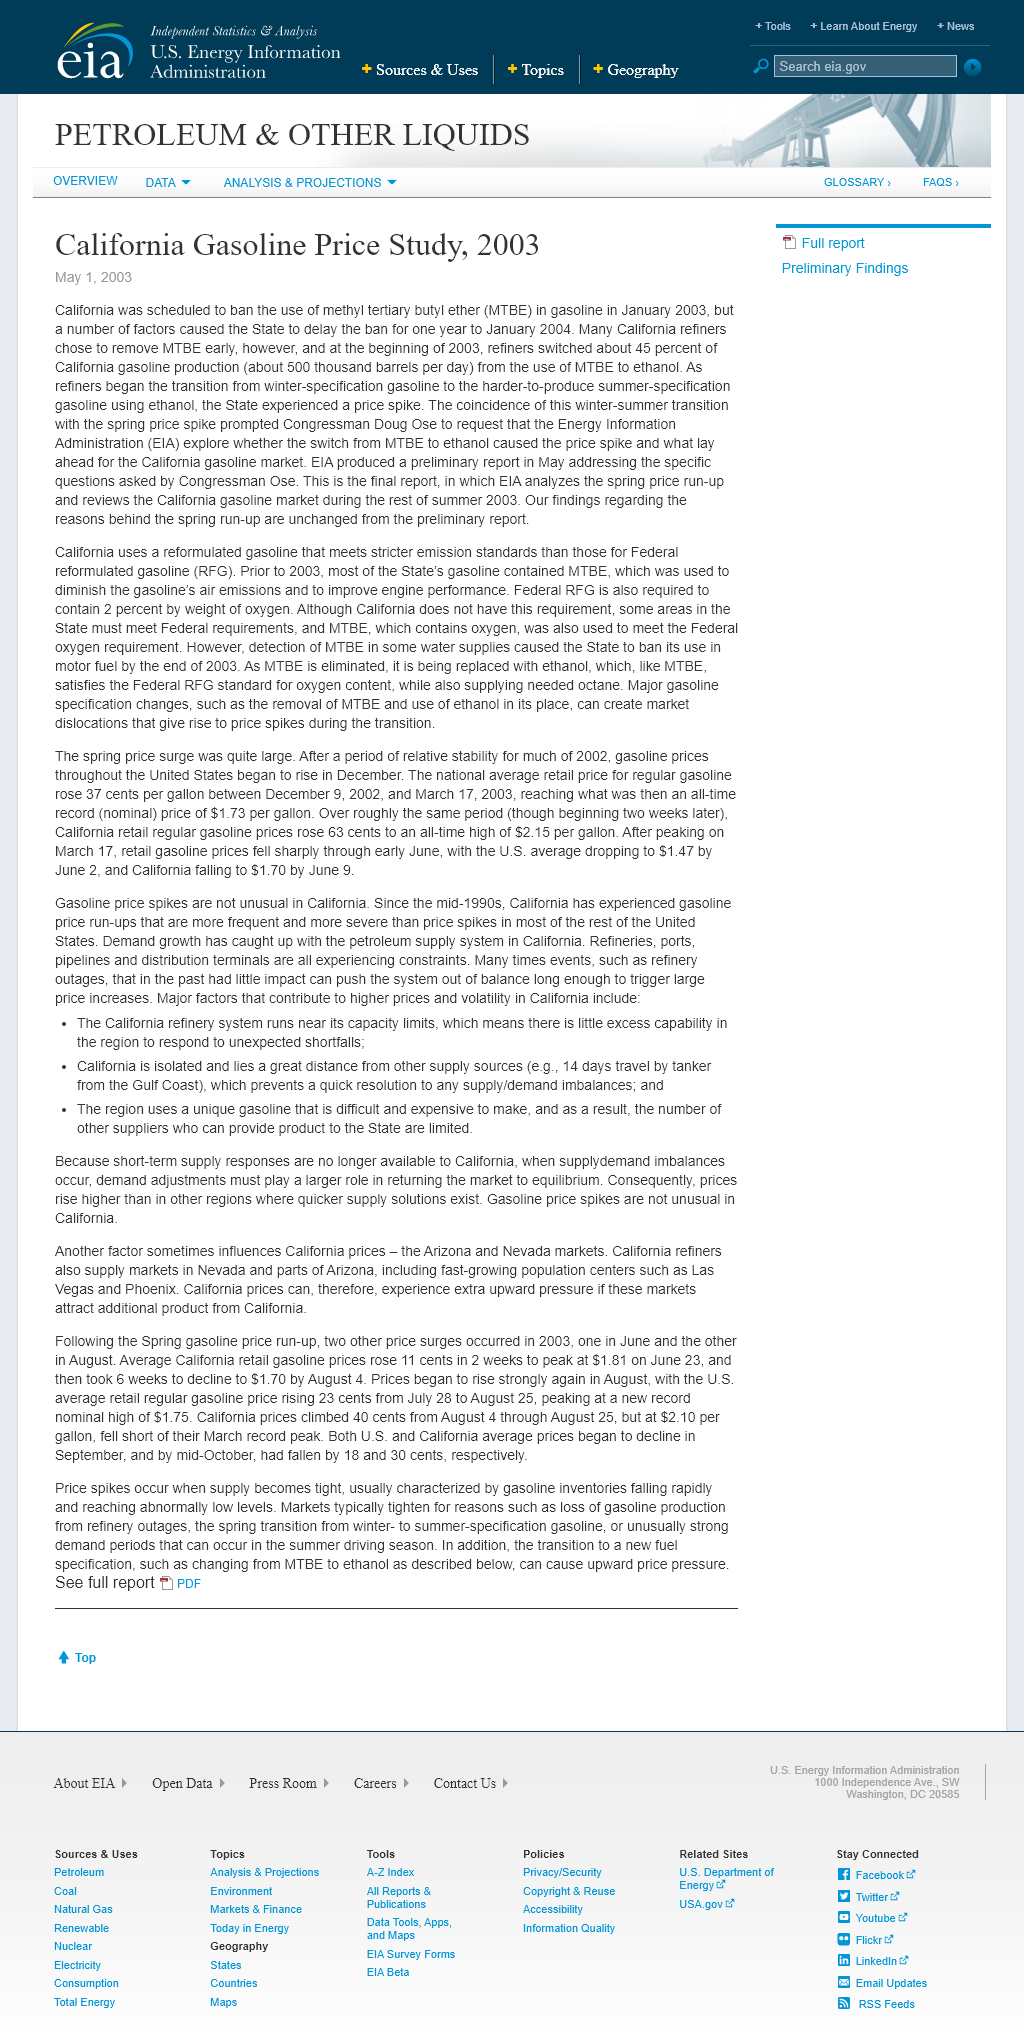 eia
Independent Statistics & Analysis
U.S. Energy Information
Administration
+ Sources & Uses
+ Topics
+ Geography
+ Tools
+ Learn About Energy
+ News
Search eia.gov
PETROLEUM & OTHER LIQUIDS
OVERVIEW
DATA
ANALYSIS & PROJECTIONS
GLOSSARY ›
FAQS ›
California Gasoline Price Study, 2003
May 1, 2003
Full report
Preliminary Findings
California was scheduled to ban the use of methyl tertiary butyl ether (MTBE) in gasoline in January 2003, but
a number of factors caused the State to delay the ban for one year to January 2004. Many California refiners
chose to remove MTBE early, however, and at the beginning of 2003, refiners switched about 45 percent of
California gasoline production (about 500 thousand barrels per day) from the use of MTBE to ethanol. As
refiners began the transition from winter-specification gasoline to the harder-to-produce summer-specification
gasoline using ethanol, the State experienced a price spike. The coincidence of this winter-summer transition
with the spring price spike prompted Congressman Doug Ose to request that the Energy Information
Administration (EIA) explore whether the switch from MTBE to ethanol caused the price spike and what lay
ahead for the California gasoline market. EIA produced a preliminary report in May addressing the specific
questions asked by Congressman Ose. This is the final report, in which EIA analyzes the spring price run-up
and reviews the California gasoline market during the rest of summer 2003. Our findings regarding the
reasons behind the spring run-up are unchanged from the preliminary report.
California uses a reformulated gasoline that meets stricter emission standards than those for Federal
reformulated gasoline (RFG). Prior to 2003, most of the State's gasoline contained MTBE, which was used to
diminish the gasoline's air emissions and to improve engine performance. Federal RFG is also required to
contain 2 percent by weight of oxygen. Although California does not have this requirement, some areas in the
State must meet Federal requirements, and MTBE, which contains oxygen, was also used to meet the Federal
oxygen requirement. However, detection of MTBE in some water supplies caused the State to ban its use in
motor fuel by the end of 2003. As MTBE is eliminated, it is being replaced with ethanol, which, like MTBE,
satisfies the Federal RFG standard for oxygen content, while also supplying needed octane. Major gasoline
specification changes, such as the removal of MTBE and use of ethanol in its place, can create market
dislocations that give rise to price spikes during the transition.
The spring price surge was quite large. After a period of relative stability for much of 2002, gasoline prices
throughout the United States began to rise in December. The national average retail price for regular gasoline
rose 37 cents per gallon between December 9, 2002, and March 17, 2003, reaching what was then an all-time
record (nominal) price of $1.73 per gallon. Over roughly the same period (though beginning two weeks later),
California retail regular gasoline prices rose 63 cents to an all-time high of $2.15 per gallon. After peaking on
March 17, retail gasoline prices fell sharply through early June, with the U.S. average dropping to $1.47 by
June 2, and California falling to $1.70 by June 9.
Gasoline price spikes are not unusual in California. Since the mid-1990s, California has experienced gasoline
price run-ups that are more frequent and more severe than price spikes in most of the rest of the United
States. Demand growth has caught up with the petroleum supply system in California. Refineries, ports,
pipelines and distribution terminals are all experiencing constraints. Many times events, such as refinery
outages, that in the past had little impact can push the system out of balance long enough to trigger large
price increases. Major factors that contribute to higher prices and volatility in California include:
• The California refinery system runs near its capacity limits, which means there is little excess capability in
the region to respond to unexpected shortfalls;
• California is isolated and lies a great distance from other supply sources (e.g., 14 days travel by tanker
from the Gulf Coast), which prevents a quick resolution to any supply/demand imbalances; and
• The region uses a unique gasoline that is difficult and expensive to make, and as a result, the number of
other suppliers who can provide product to the State are limited.
Because short-term supply responses are no longer available to California, when supplydemand imbalances
occur, demand adjustments must play a larger role in returning the market to equilibrium. Consequently, prices
rise higher than in other regions where quicker supply solutions exist. Gasoline price spikes are not unusual in
California.
Another factor sometimes influences California prices – the Arizona and Nevada markets. California refiners
also supply markets in Nevada and parts of Arizona, including fast-growing population centers such as Las
Vegas and Phoenix. California prices can, therefore, experience extra upward pressure if these markets
attract additional product from California.
Following the Spring gasoline price run-up, two other price surges occurred in 2003, one in June and the other
in August. Average California retail gasoline prices rose 11 cents in 2 weeks to peak at $1.81 on June 23, and
then took 6 weeks to decline to $1.70 by August 4. Prices began to rise strongly again in August, with the U.S.
average retail regular gasoline price rising 23 cents from July 28 to August 25, peaking at a new record
nominal high of $1.75. California prices climbed 40 cents from August 4 through August 25, but at $2.10 per
gallon, fell short of their March record peak. Both U.S. and California average prices began to decline in
September, and by mid-October, had fallen by 18 and 30 cents, respectively.
Price spikes occur when supply becomes tight, usually characterized by gasoline inventories falling rapidly
and reaching abnormally low levels. Markets typically tighten for reasons such as loss of gasoline production
from refinery outages, the spring transition from winter- to summer-specification gasoline, or unusually strong
demand periods that can occur in the summer driving season. In addition, the transition to a new fuel
specification, such as changing from MTBE to ethanol as described below, can cause upward price pressure.
See full report PDF
Top
About EIA
Open Data
Press Room
Careers
Contact Us
U.S. Energy Information Administration
1000 Independence Ave., SW
Washington, DC 20585
Sources & Uses
Petroleum
Coal
Natural Gas
Renewable
Nuclear
Electricity
Consumption
Total Energy
Topics
Analysis & Projections
Environment
Markets & Finance
Today in Energy
Geography
States
Countries
Maps
Tools
A-Z Index
All Reports &
Publications
Data Tools, Apps,
and Maps
EIA Survey Forms
EIA Beta
Policies
Privacy/Security
Copyright & Reuse
Accessibility
Information Quality
Related Sites
U.S. Department of
Energy
USA.gov
Stay Connected
Facebook
Twitter
Youtube
Flickr
LinkedIn
Email Updates
RSS Feeds